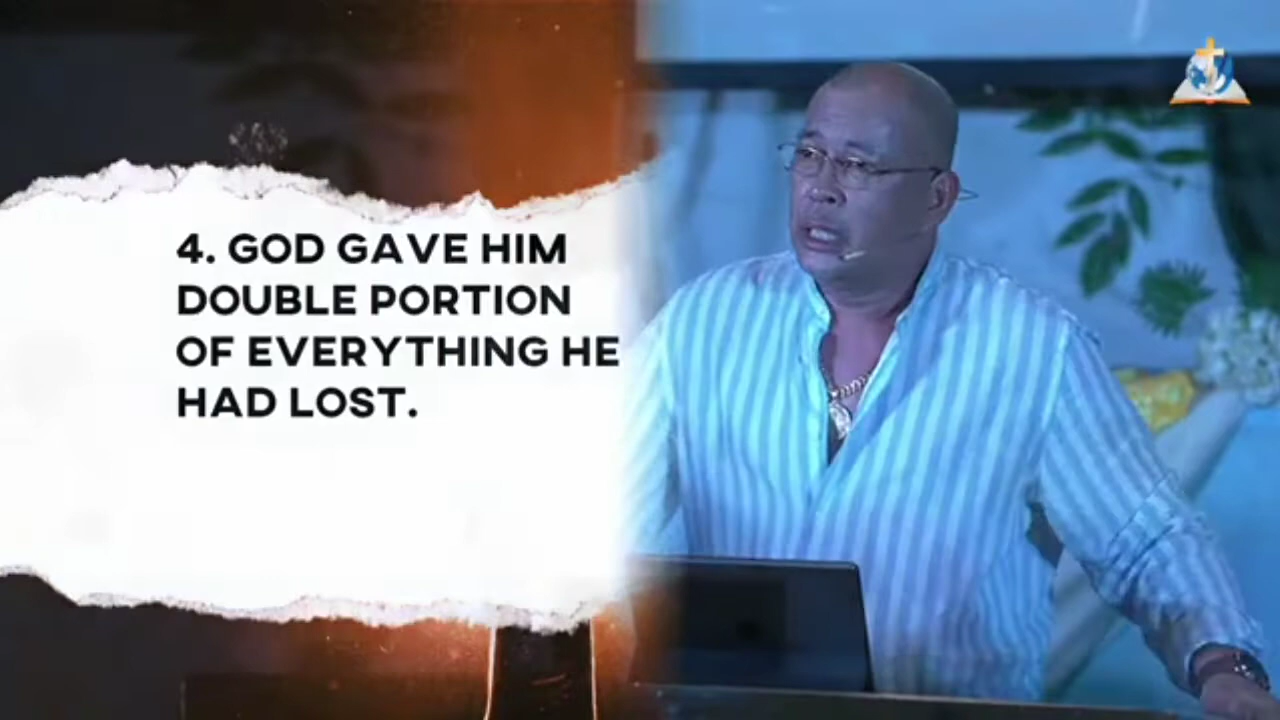 4. GOD GAVE HIM
DOUBLE PORTION
OF EVERYTHING HE
HAD LOST.